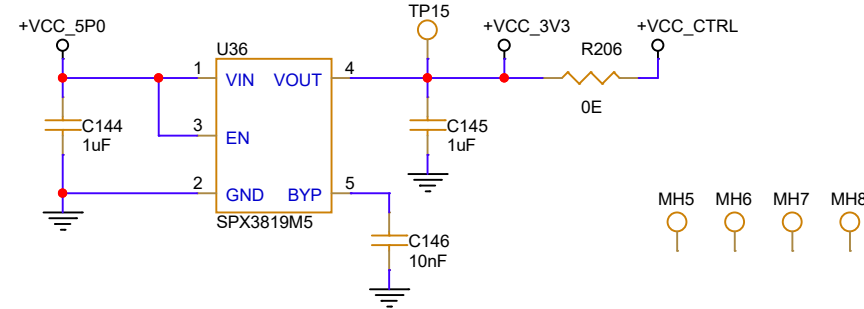 TP15
+VCC_5P0
+VCC_3V3
+VCC_CTRL
U36
R206
1
VIN
VOUT
4
0E
C144
1uF
3
EN
C145
1uF
2
GND
BYP
5
SPX3819M5
MH5
MH6
MH7
MH8
C146
10nF